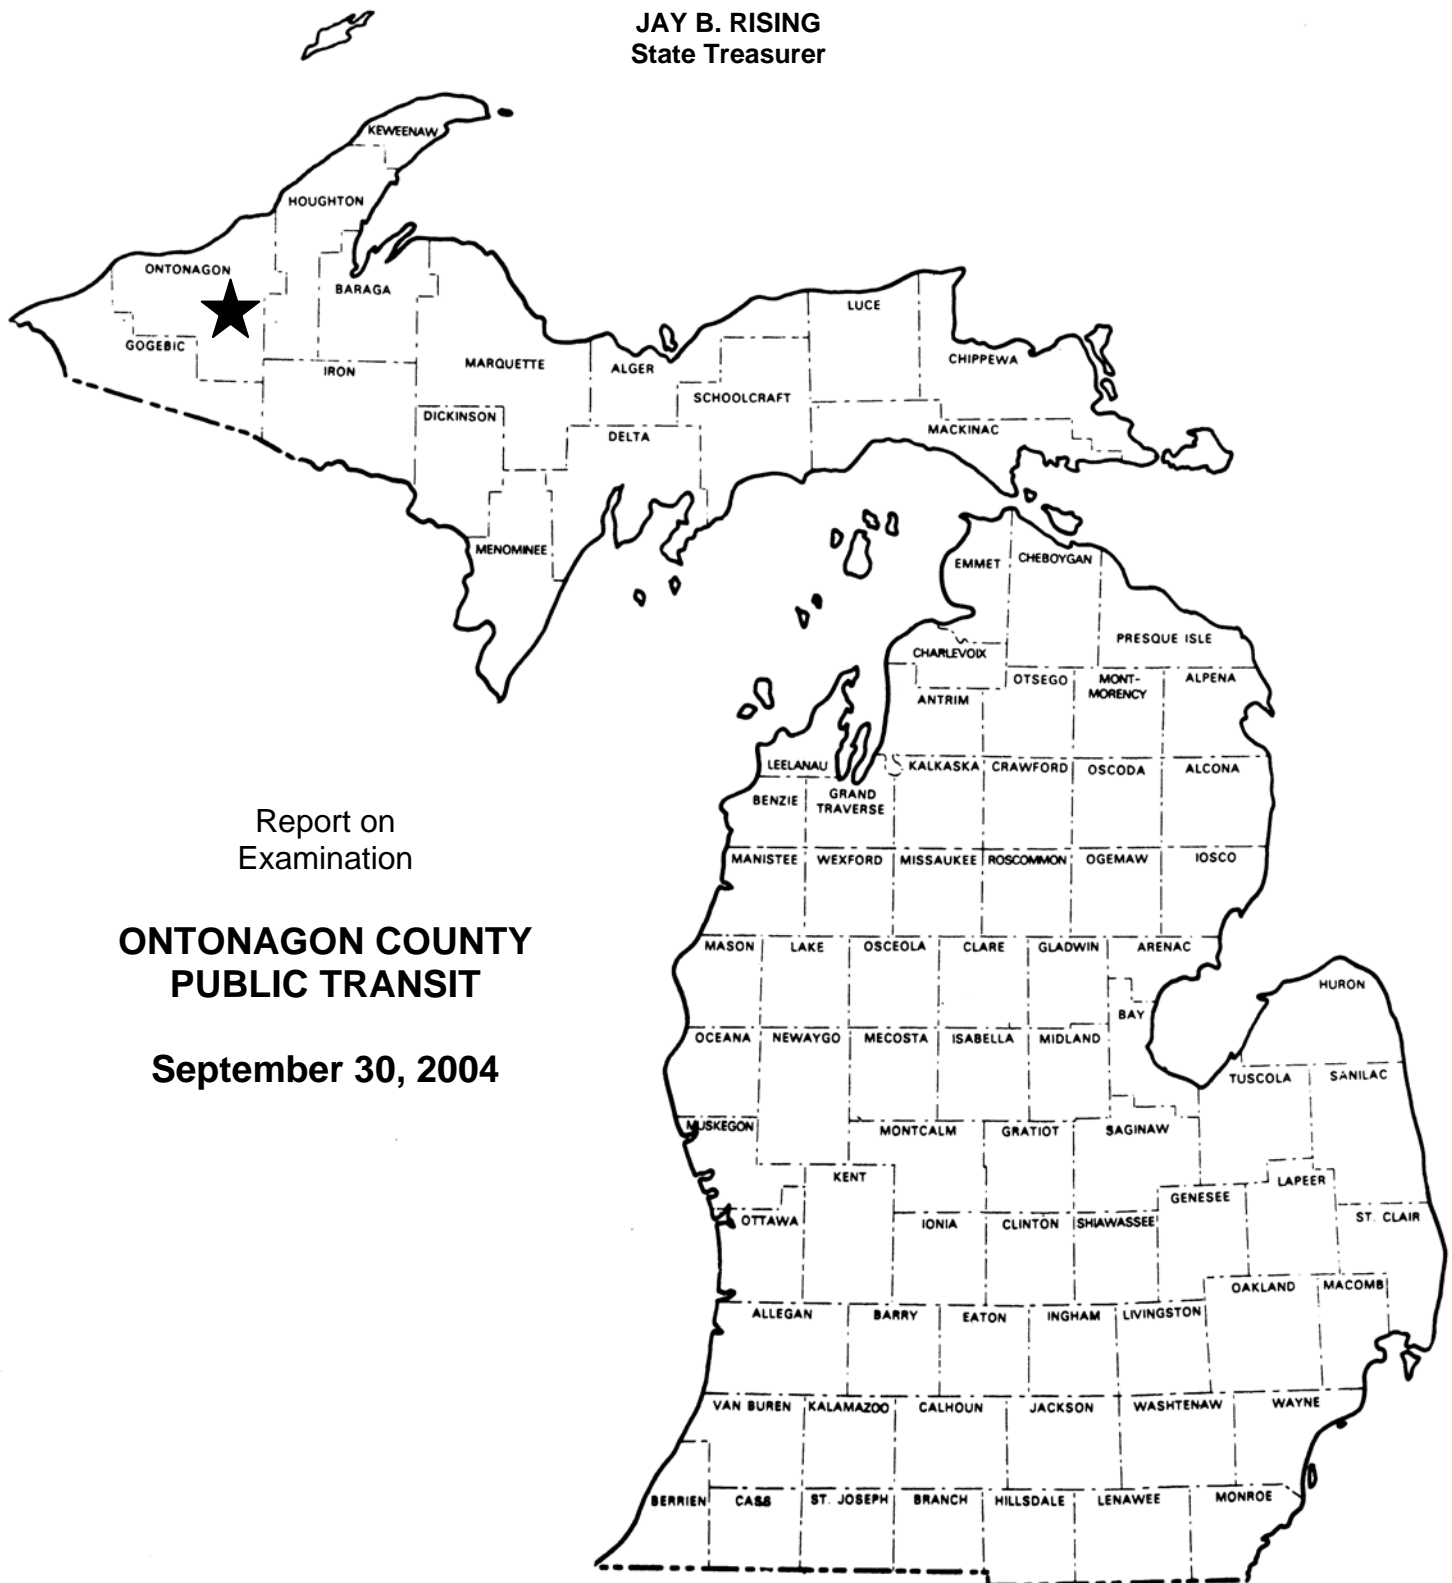 JAY B. RISING
State Treasurer
KEWEENAW
HOUGHTON
ONTONAGON
BARAGA
GOGEBIC
IRON
MARQUETTE
ALGER
LUCE
CHIPPEWA
SCHOOLCRAFT
DICKINSON
DELTA
MACKINAC
MENOMINEE
EMMET
CHEBOYGAN
PRESQUE ISLE
CHARLEVOIX
ANTRIM
OTSEGO
MONT-
MORENCY
ALPENA
LEELANAU
KALKASKA
CRAWFORD
OSCODA
ALCONA
BENZIE
GRAND
TRAVERSE
Report on
Examination
MANISTEE
WEXFORD
MISSAUKEE
ROSCOMMON
OGEMAW
IOSCO
ONTONAGON COUNTY
PUBLIC TRANSIT
MASON
LAKE
OSCEOLA
CLARE
GLADWIN
ARENAC
HURON
BAY
OCEANA
NEWAYGO
MECOSTA
ISABELLA
MIDLAND
September 30, 2004
TUSCOLA
SANILAC
MUSKEGON
MONTCALM
GRATIOT
SAGINAW
KENT
GENESEE
LAPEER
OTTAWA
IONIA
CLINTON
SHIAWASSEE
ST. CLAIR
OAKLAND
MACOMB
ALLEGAN
BARRY
EATON
INGHAM
LIVINGSTON
VAN BUREN
KALAMAZOO
CALHOUN
JACKSON
WASHTENAW
WAYNE
BERRIEN
CASS
ST. JOSEPH
BRANCH
HILLSDALE
LENAWEE
MONROE